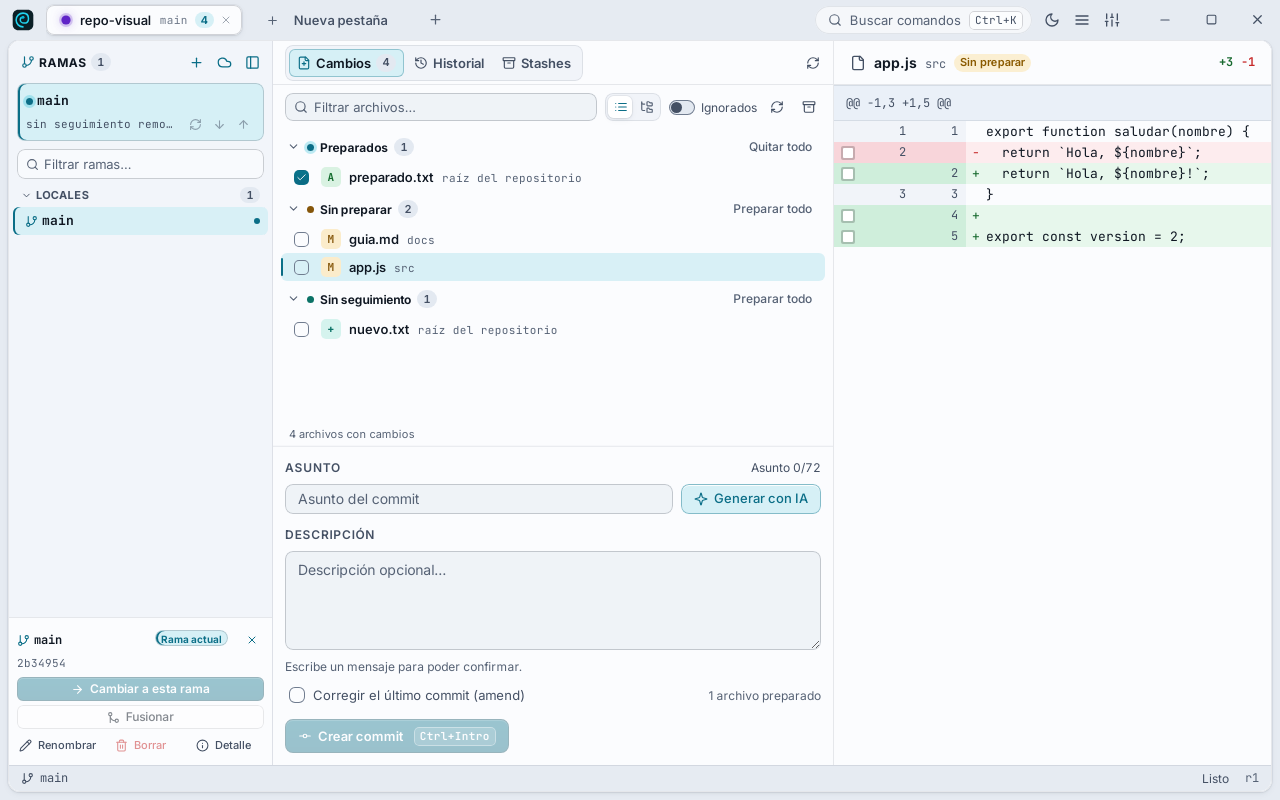 repo-visual main 4
Nueva pestaña
Buscar comandos Ctrl+K
RAMAS 1
main
sin seguimiento remo…
Filtrar ramas…
LOCALES 1
main
main Rama actual
2b34954
Cambiar a esta rama
Fusionar
Renombrar Borrar Detalle
Cambios 4 Historial Stashes
Filtrar archivos…
Ignorados
Preparados 1 Quitar todo
A preparado.txt raíz del repositorio
Sin preparar 2 Preparar todo
M guia.md docs
M app.js src
Sin seguimiento 1 Preparar todo
+ nuevo.txt raíz del repositorio
4 archivos con cambios
ASUNTO Asunto 0/72
Asunto del commit Generar con IA
DESCRIPCIÓN
Descripción opcional…
Escribe un mensaje para poder confirmar.
Corregir el último commit (amend) 1 archivo preparado
Crear commit Ctrl+Intro
app.js src Sin preparar +3 -1
@@ -1,3 +1,5 @@
1 1 export function saludar(nombre) {
2 - return `Hola, ${nombre}`;
2 + return `Hola, ${nombre}!`;
3 3 }
4 +
5 + export const version = 2;
main Listo r1